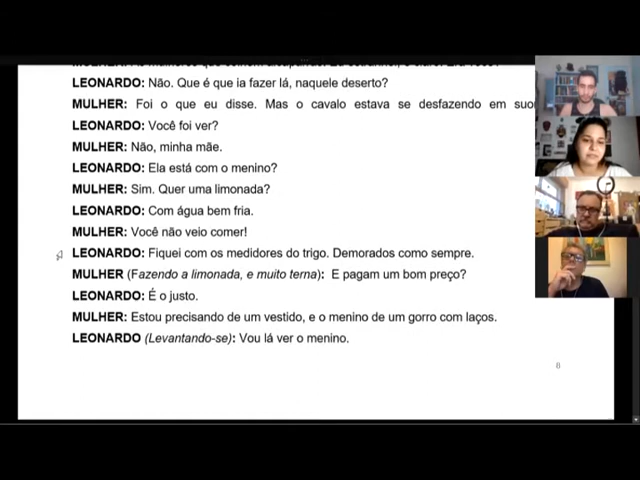 LEONARDO: Não. Que é que ia fazer lá, naquele deserto?
MULHER: Foi o que eu disse. Mas o cavalo estava se desfazendo em suor
LEONARDO: Você foi ver?
MULHER: Não, minha mãe.
LEONARDO: Ela está com o menino?
MULHER: Sim. Quer uma limonada?
LEONARDO: Com água bem fria.
MULHER: Você não veio comer!
LEONARDO: Fiquei com os medidores do trigo. Demorados como sempre.
MULHER (Fazendo a limonada, e muito terna): E pagam um bom preço?
LEONARDO: É o justo.
MULHER: Estou precisando de um vestido, e o menino de um gorro com laços.
LEONARDO (Levantando-se): Vou lá ver o menino.